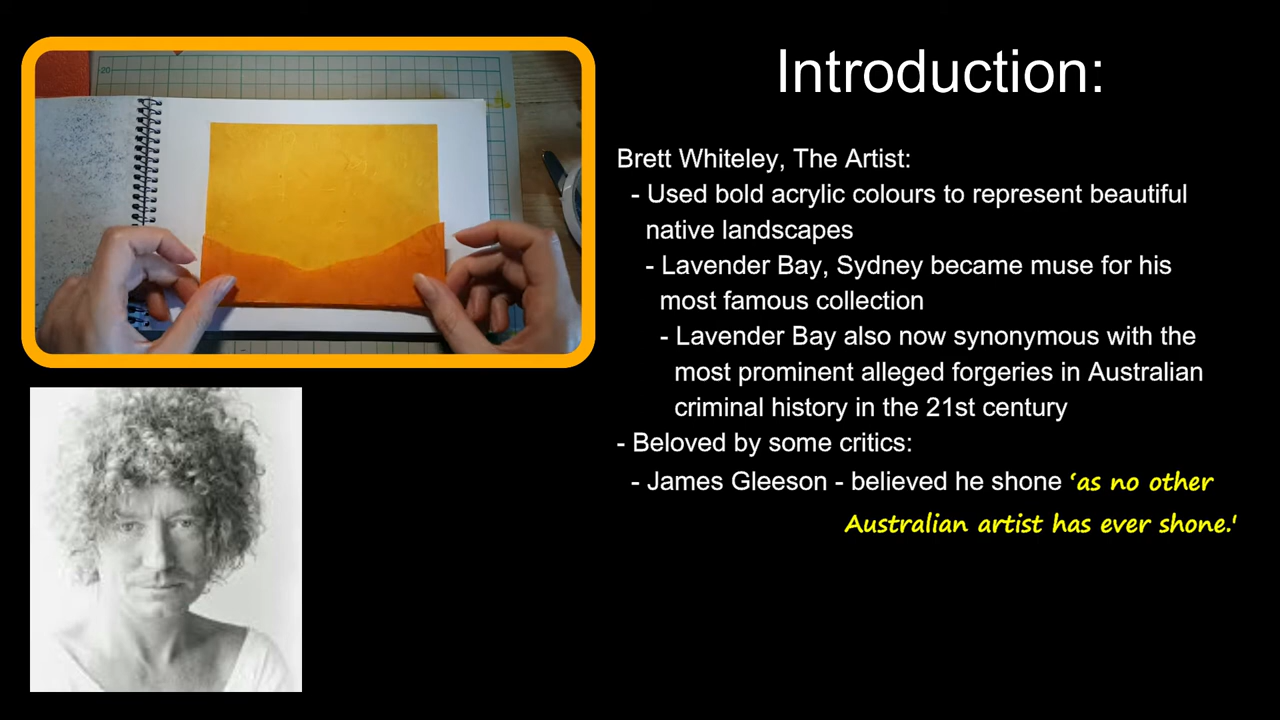 Introduction:
Brett Whiteley, The Artist:
- Used bold acrylic colours to represent beautiful
native landscapes
- Lavender Bay, Sydney became muse for his
most famous collection
- Lavender Bay also now synonymous with the
most prominent alleged forgeries in Australian
criminal history in the 21st century
- Beloved by some critics:
- James Gleeson - believed he shone ‘as no other
Australian artist has ever shone.'